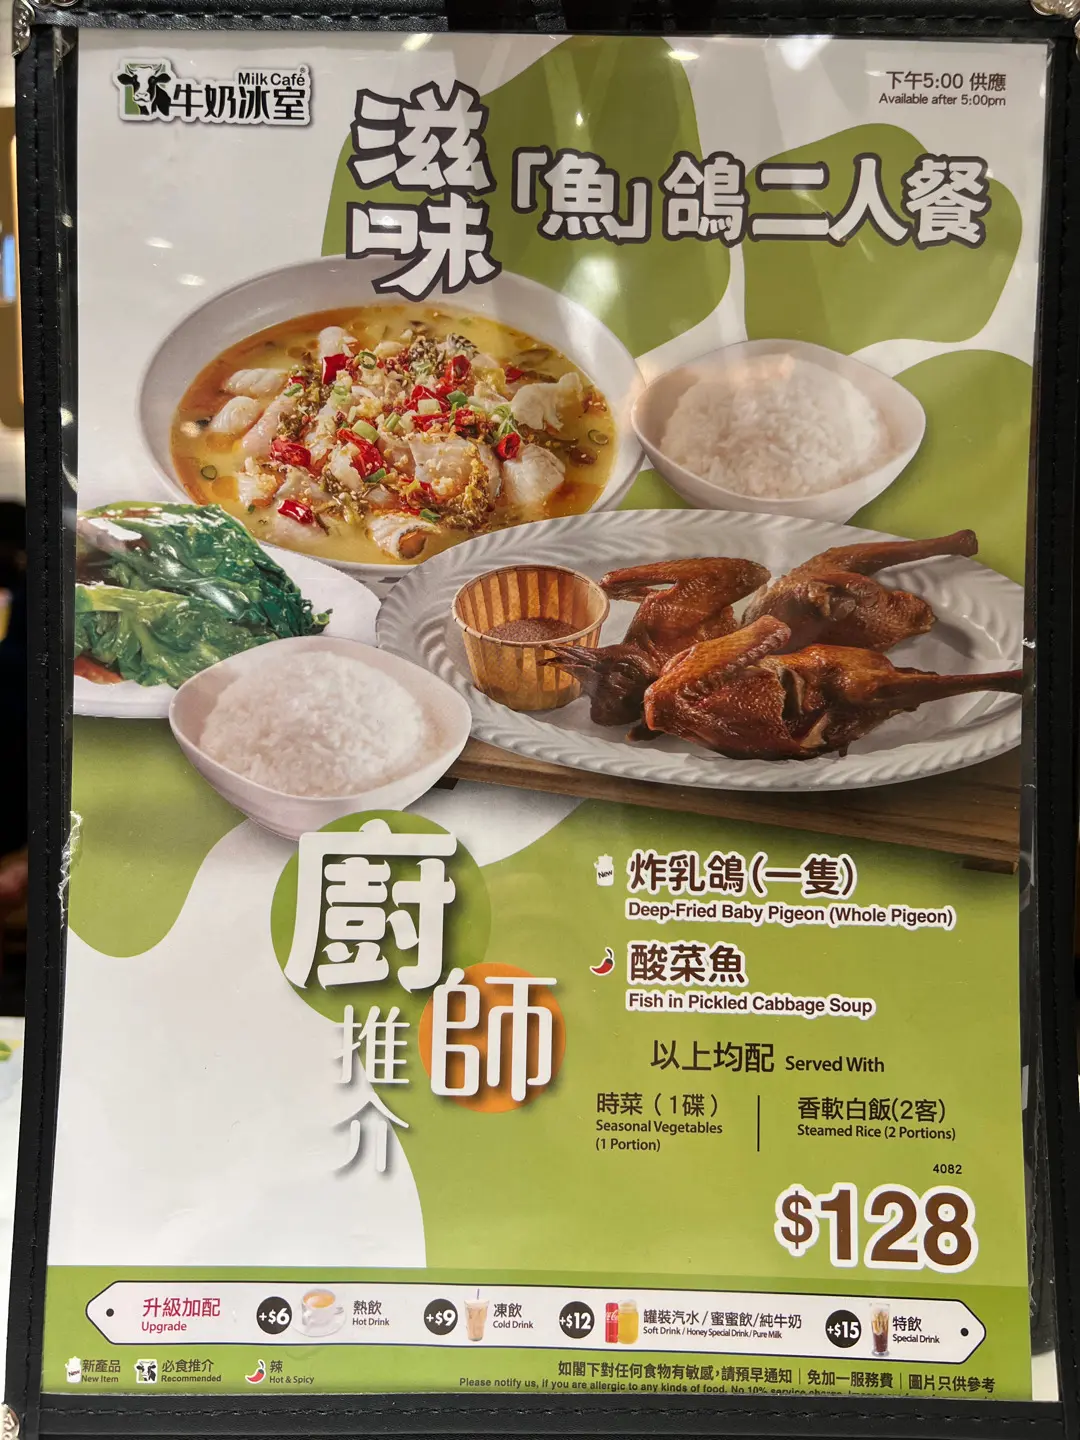 Milk Café
牛奶冰室
下午5:00 供應
Available after 5:00pm
滋味
「魚」鴿二人餐
廚師
推介
New
炸乳鴿(一隻)
Deep-Fried Baby Pigeon (Whole Pigeon)
酸菜魚
Fish in Pickled Cabbage Soup
以上均配 Served With
時菜(1碟)
Seasonal Vegetables
(1 Portion)
香軟白飯(2客)
Steamed Rice (2 Portions)
4082
$128
升級加配
Upgrade
+$6
熱飲
Hot Drink
+$9
凍飲
Cold Drink
+$12
罐裝汽水/蜜蜜飲/純牛奶
Soft Drink/Honey Special Drink/Pure Milk
+$15
特飲
Special Drink
New
新產品
New Item
必食推介
Recommended
辣
Hot & Spicy
如閣下對任何食物有敏感,請預早通知|免加一服務費|圖片只供參考
Please notify us, if you are allergic to any kinds of food. No 10% service charge.